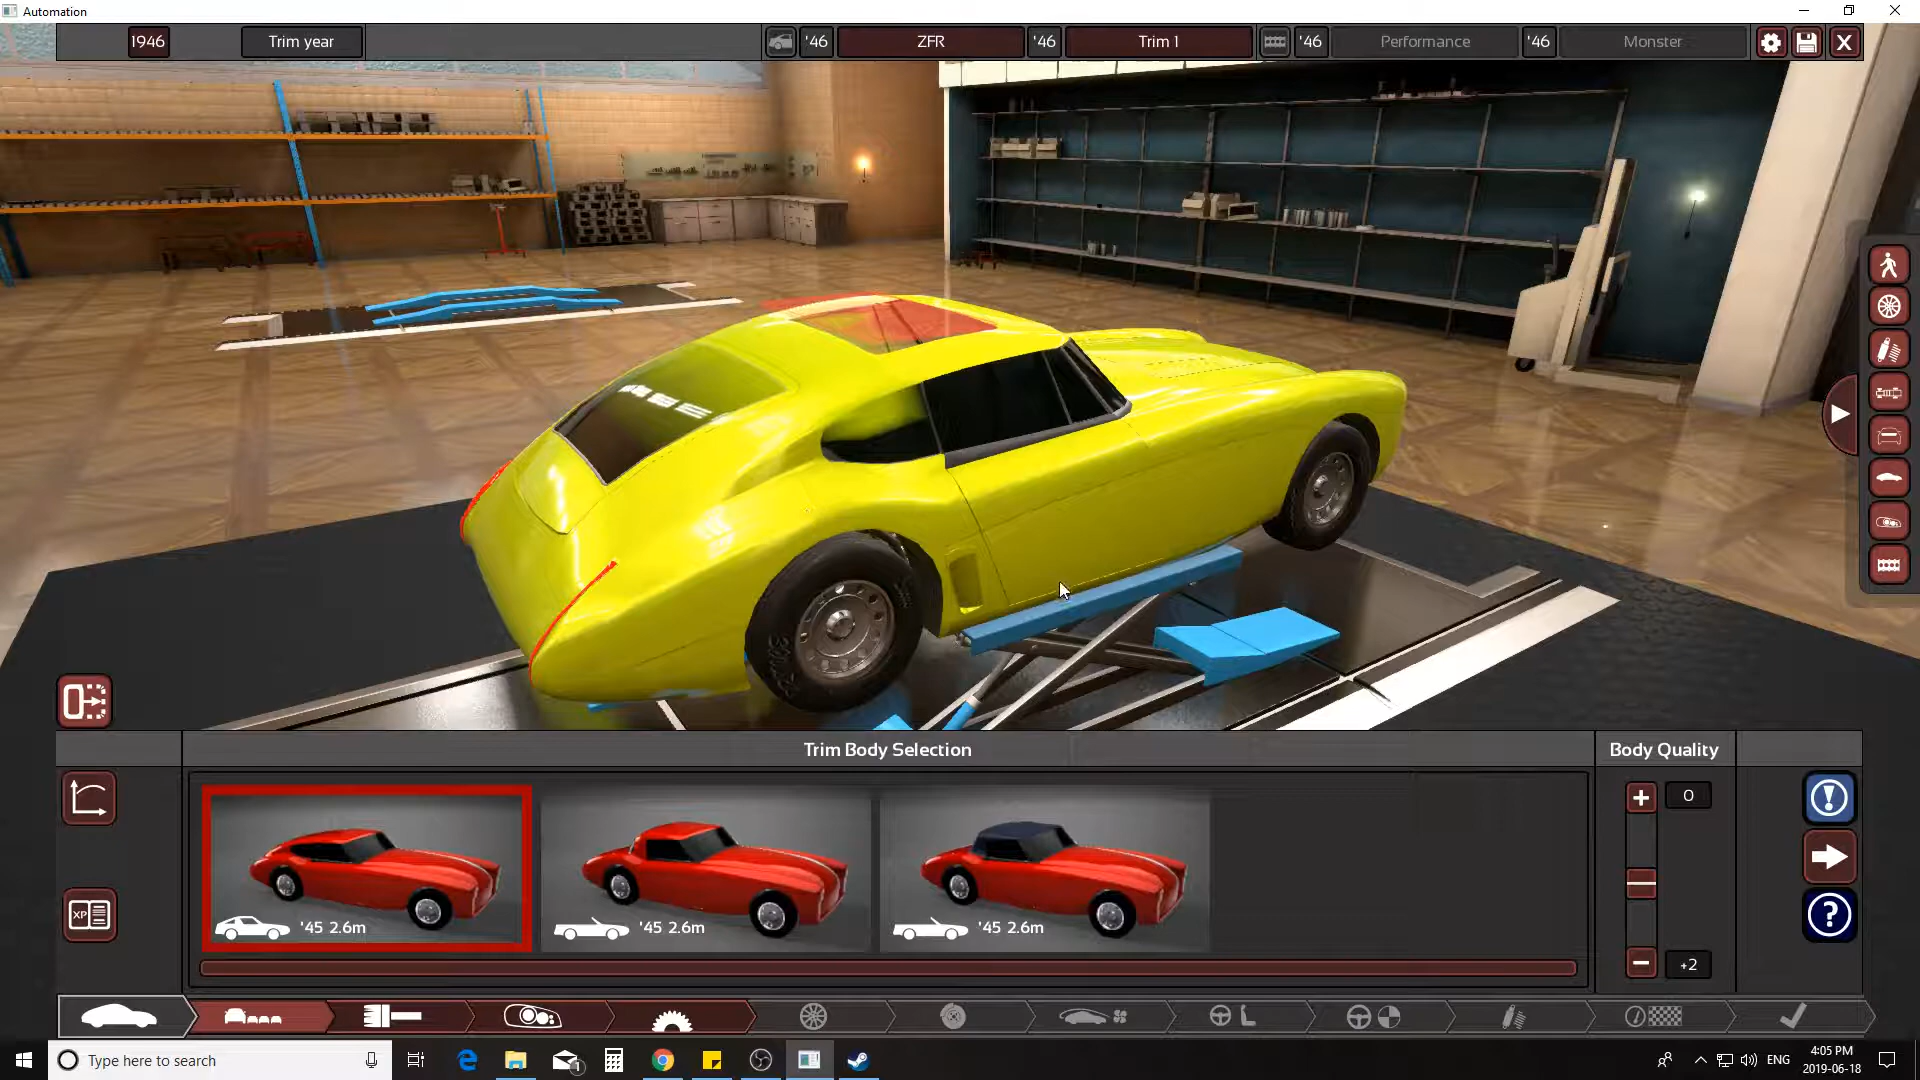 Automation
1946
Trim year
'46
ZFR
'46
Trim 1
'46
Performance
'46
Monster
Trim Body Selection
Body Quality
'45 2.6m
'45 2.6m
'45 2.6m
0
+2
XP
Type here to search
1
ENG
4:05 PM
2019-06-18